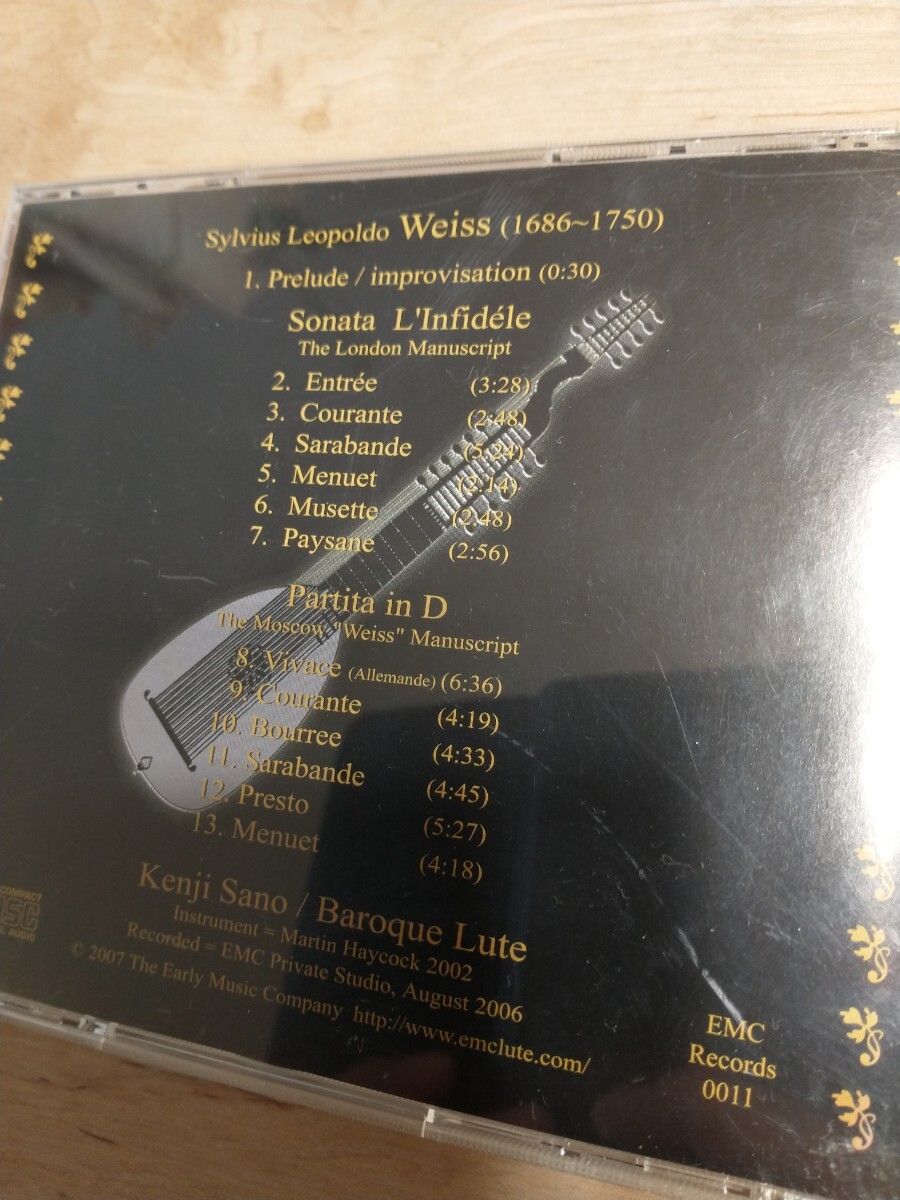 Sylvius Leopoldo Weiss (1686~1750)
1. Prelude / improvisation (0:30)
Sonata L'Infidéle
The London Manuscript
2. Entrée (3:28)
3. Courante (2:48)
4. Sarabande (5:24)
5. Menuet (2:14)
6. Musette (2:48)
7. Paysane (2:56)
Partita in D
The Moscow "Weiss" Manuscript
8. Vivace (Allemande) (6:36)
9. Courante (4:19)
10. Bourree (4:33)
11. Sarabande (4:45)
12. Presto (5:27)
13. Menuet (4:18)
Kenji Sano / Baroque Lute
Instrument = Martin Haycock 2002
Recorded = EMC Private Studio, August 2006
© 2007 The Early Music Company http://www.emclute.com/
EMC
Records
0011
COMPACT
DISC
AUDIO